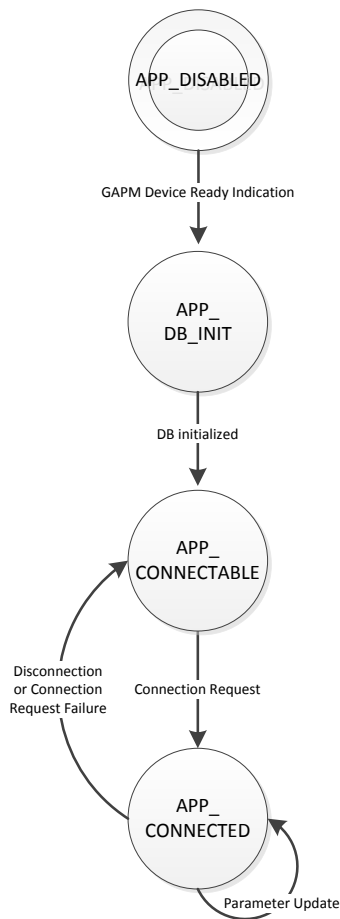 APP_DISABLED
GAPM Device Ready Indication
APP_
DB_INIT
DB initialized
APP_
CONNECTABLE
Disconnection
or Connection
Request Failure
Connection Request
APP_
CONNECTED
Parameter Update